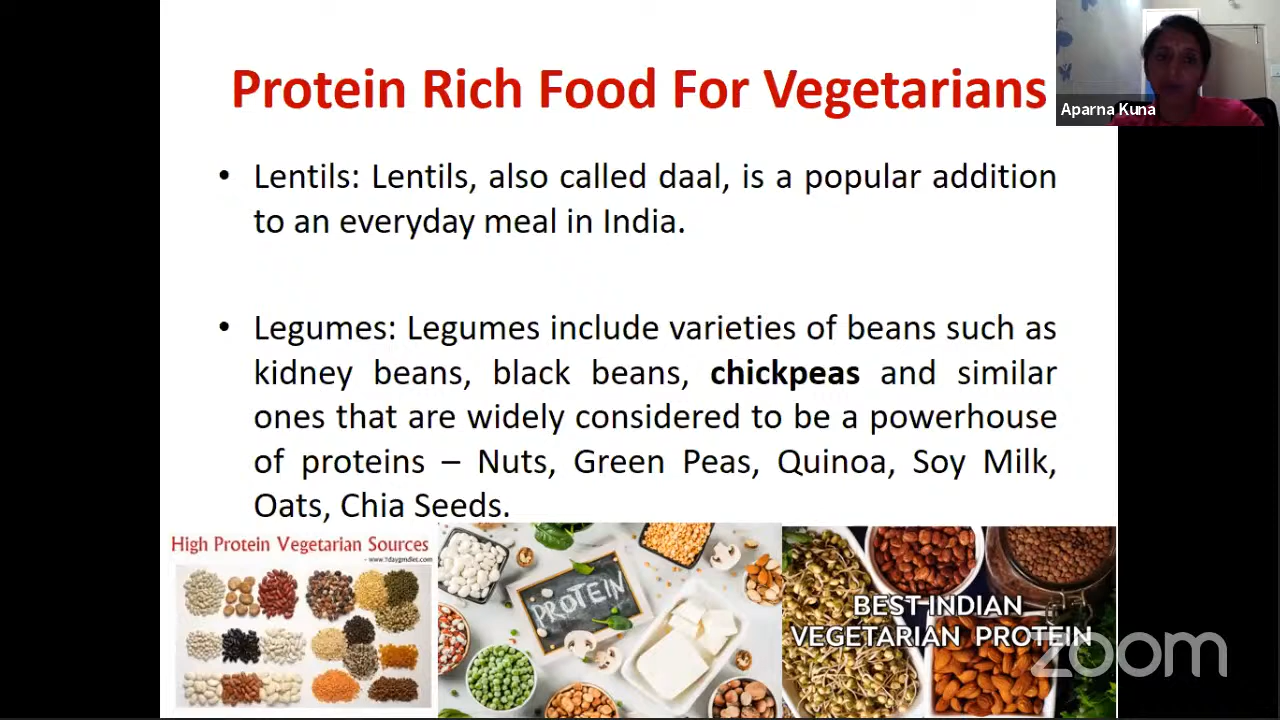 Protein Rich Food For Vegetarians
Aparna Kuna
• Lentils: Lentils, also called daal, is a popular addition
to an everyday meal in India.
• Legumes: Legumes include varieties of beans such as
kidney beans, black beans, chickpeas and similar
ones that are widely considered to be a powerhouse
of proteins – Nuts, Green Peas, Quinoa, Soy Milk,
Oats, Chia Seeds.
High Protein Vegetarian Sources
PROTEIN
BEST INDIAN
VEGETARIAN PROTEIN
zoom